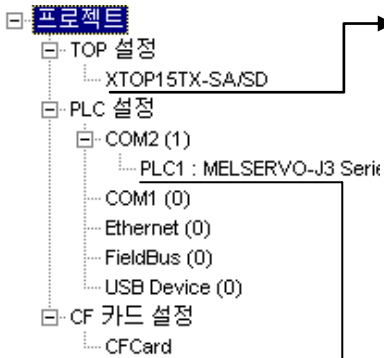 프로젝트
TOP 설정
XTOP15TX-SA/SD
PLC 설정
COM2 (1)
PLC1 : MELSERVO-J3 Serie
COM1 (0)
Ethernet (0)
FieldBus (0)
USB Device (0)
CF 카드 설정
CFCard